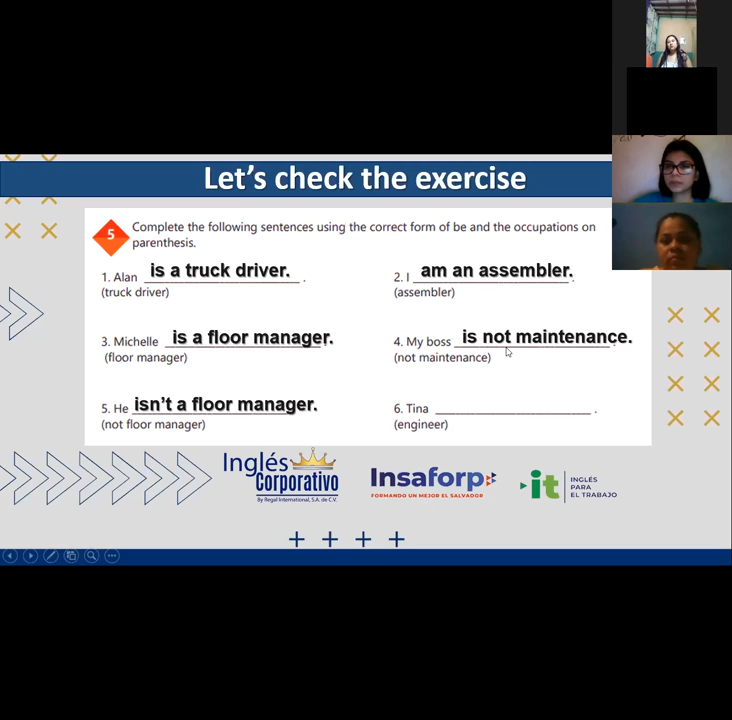 Let's check the exercise
5
Complete the following sentences using the correct form of be and the occupations on
parenthesis.
1. Alan is a truck driver. .
(truck driver)
2. I am an assembler. .
(assembler)
3. Michelle is a floor manager. .
(floor manager)
4. My boss is not maintenance. .
(not maintenance)
5. He isn't a floor manager.
(not floor manager)
6. Tina ____________________ .
(engineer)
Inglés
Corporativo
By Regal International, S.A. de C.V.
Insaforp
FORMANDO UN MEJOR EL SALVADOR
it
INGLÉS
PARA
EL TRABAJO